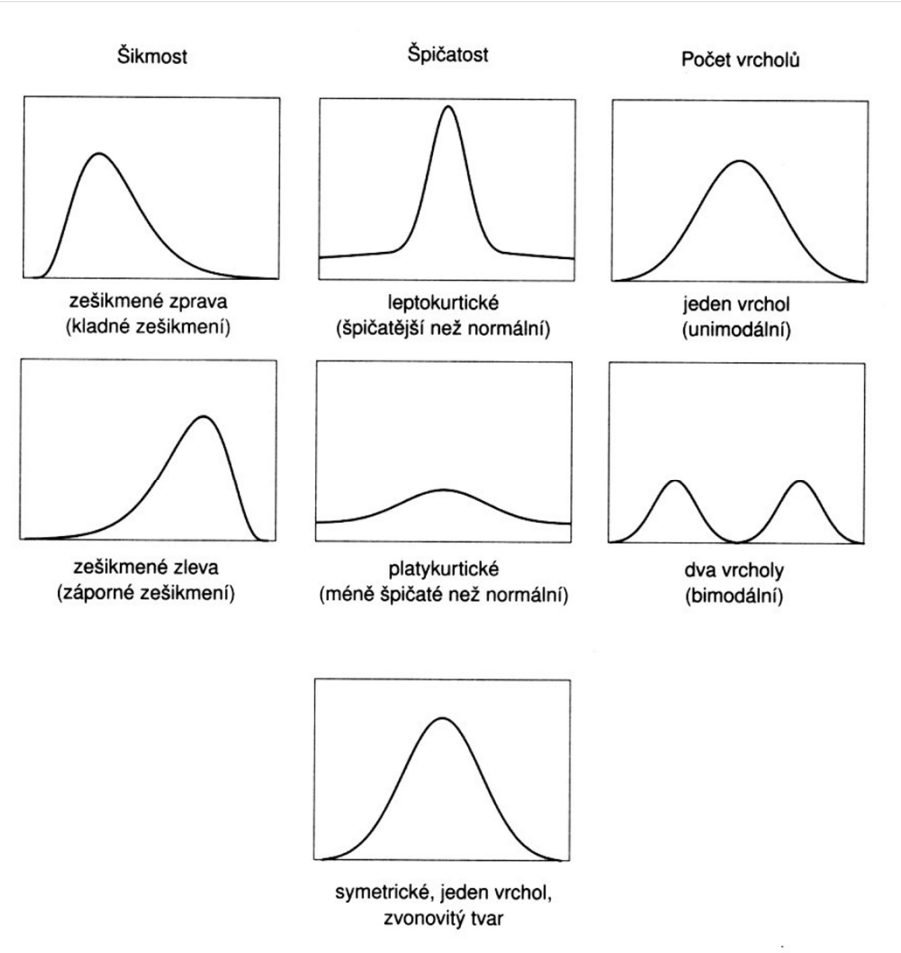 Šikmost
Špičatost
Počet vrcholů
zešikmené zprava
(kladné zešikmení)
leptokurtické
(špičatější než normální)
jeden vrchol
(unimodální)
zešikmené zleva
(záporné zešikmení)
platykurtické
(méně špičaté než normální)
dva vrcholy
(bimodální)
symetrické, jeden vrchol,
zvonovitý tvar